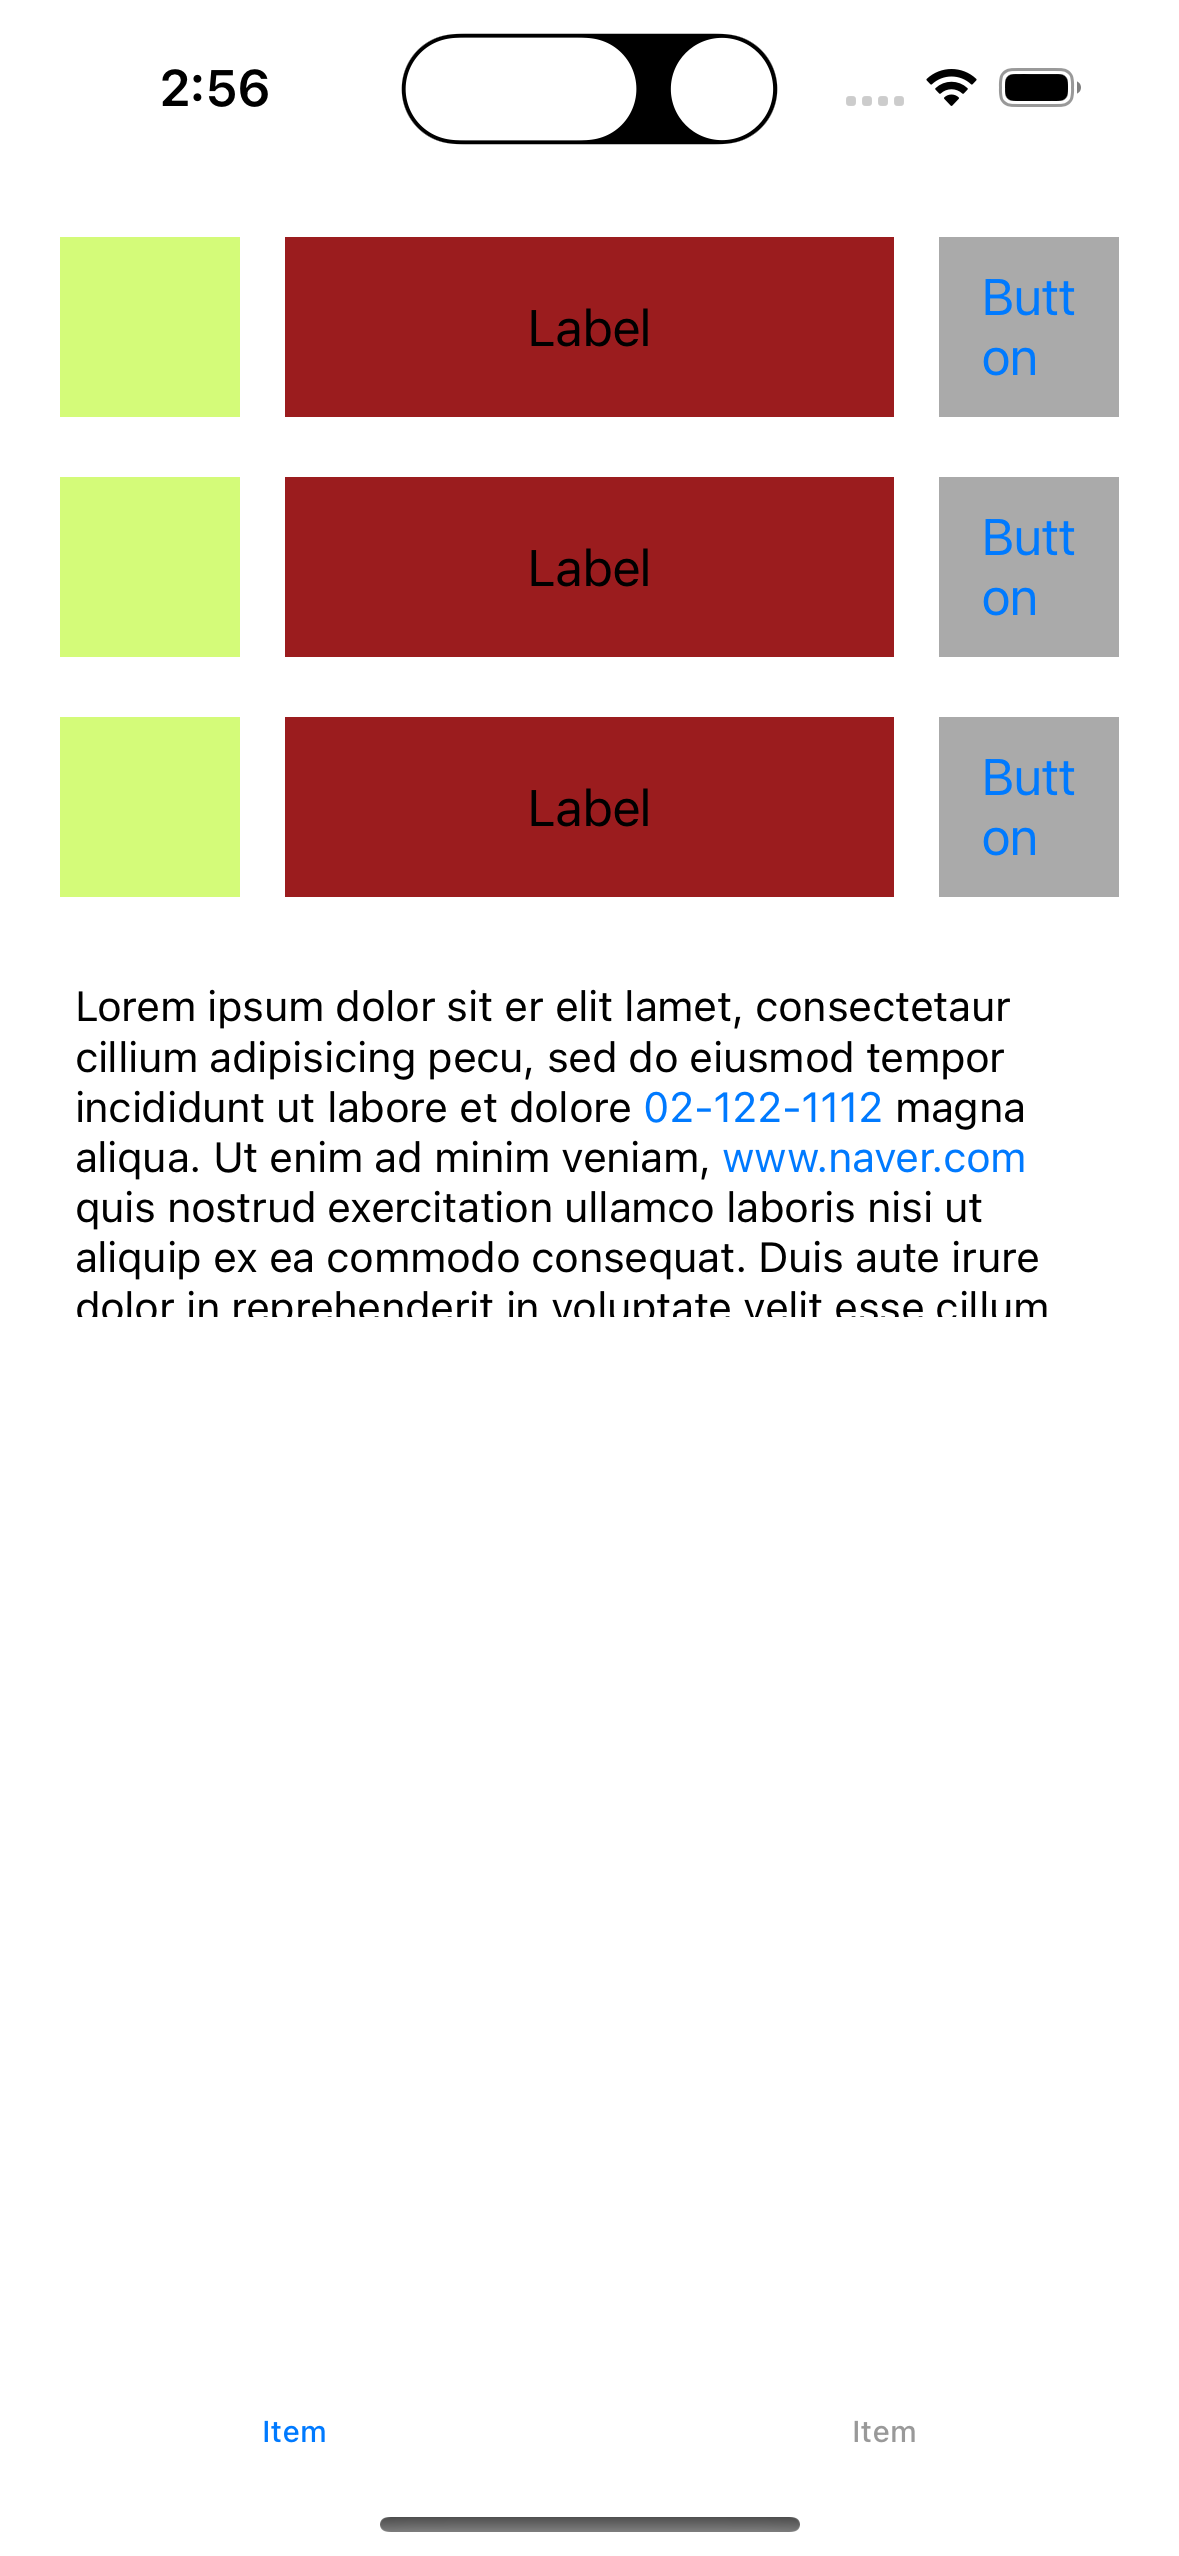 2:56
Label
Butt
on
Label
Butt
on
Label
Butt
on
Lorem ipsum dolor sit er elit lamet, consectetaur
cillium adipisicing pecu, sed do eiusmod tempor
incididunt ut labore et dolore 02-122-1112 magna
aliqua. Ut enim ad minim veniam, www.naver.com
quis nostrud exercitation ullamco laboris nisi ut
aliquip ex ea commodo consequat. Duis aute irure
dolor in reprehenderit in voluptate velit esse cillum
Item
Item